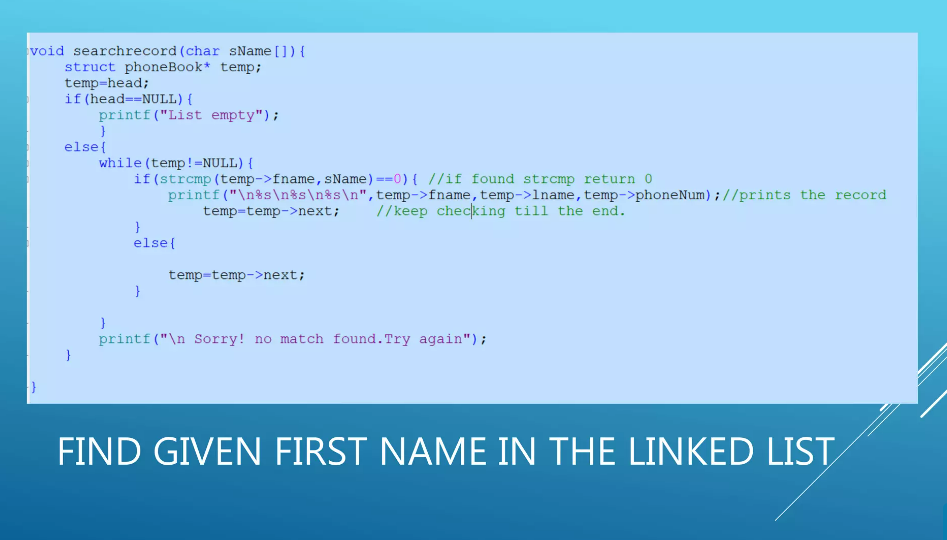 void searchrecord(char sName[]){
struct phoneBook* temp;
temp=head;
if(head==NULL){
printf("List empty");
}
else{
while(temp!=NULL){
if(strcmp(temp->fname,sName)==0){ //if found strcmp return 0
printf("\n%s\n%s\n%s\n",temp->fname,temp->lname,temp->phoneNum);//prints the record
temp=temp->next; //keep checking till the end.
}
else{
temp=temp->next;
}
}
printf("\n Sorry! no match found.Try again");
}
}
FIND GIVEN FIRST NAME IN THE LINKED LIST